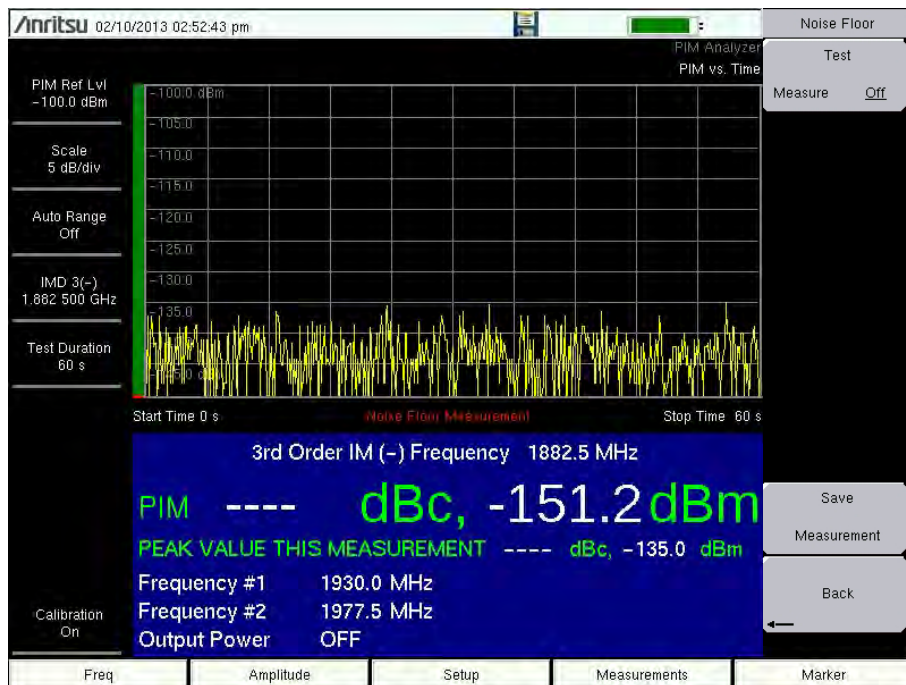 Anritsu 02/10/2013 02:52:43 pm
Noise Floor
PIM Analyzer
PIM vs. Time
Test
Measure Off
PIM Ref Lvl
-100.0 dBm
Scale
5 dB/div
Auto Range
Off
IMD 3(-)
1.882 500 GHz
Test Duration
60 s
Calibration
On
-100.0 dBm
-105.0
-110.0
-115.0
-120.0
-125.0
-130.0
-135.0
Start Time 0 s
Noise Floor Measurement
Stop Time 60 s
3rd Order IM (-) Frequency 1882.5 MHz
PIM ---- dBc, -151.2 dBm
PEAK VALUE THIS MEASUREMENT ---- dBc, -135.0 dBm
Frequency #1 1930.0 MHz
Frequency #2 1977.5 MHz
Output Power OFF
Save
Measurement
Back
Freq
Amplitude
Setup
Measurements
Marker